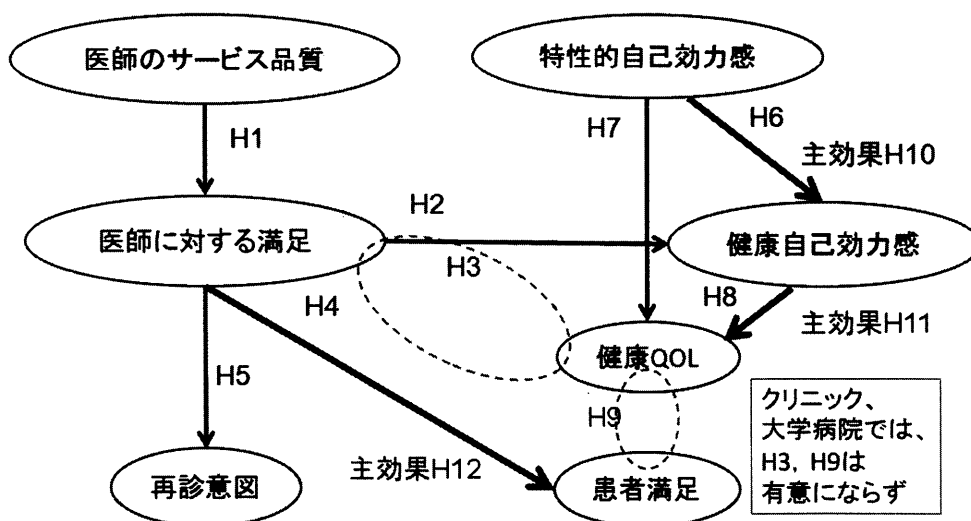 医師のサービス品質
特性的自己効力感
H1
H7
H6
主効果H10
H2
医師に対する満足
健康自己効力感
H3
H4
H8
主効果H11
健康QOL
H5
H9
クリニック、
大学病院では、
H3, H9は
有意にならず
主効果H12
再診意図
患者満足